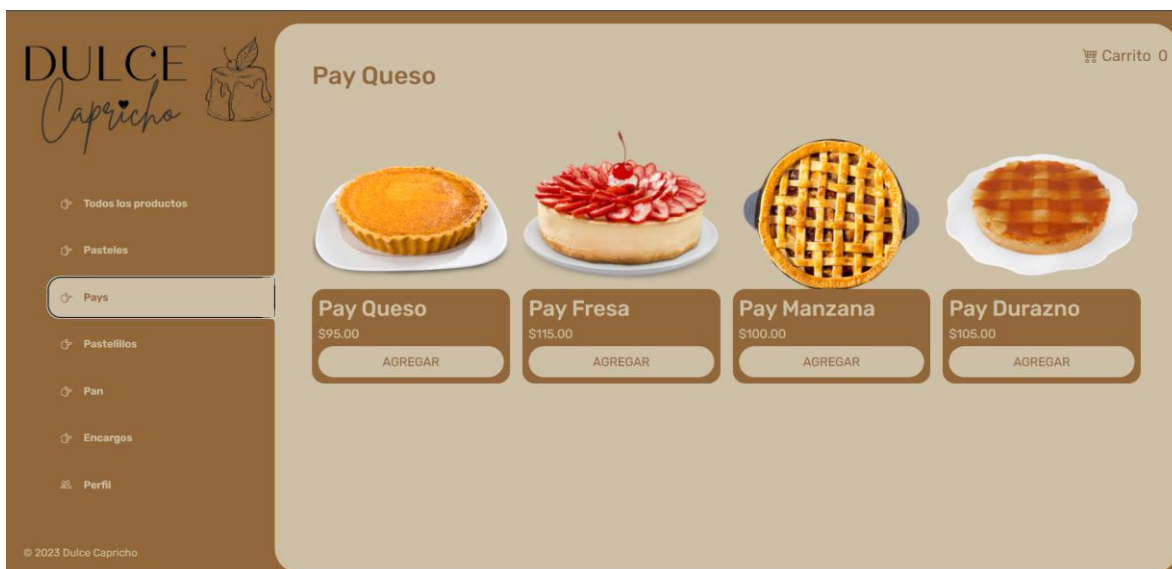 DULCE
Capricho
Todos los productos
Pasteles
Pays
Pastelillos
Pan
Encargos
Perfil
© 2023 Dulce Capricho
Carrito 0
Pay Queso
Pay Queso
$95.00
AGREGAR
Pay Fresa
$115.00
AGREGAR
Pay Manzana
$100.00
AGREGAR
Pay Durazno
$105.00
AGREGAR